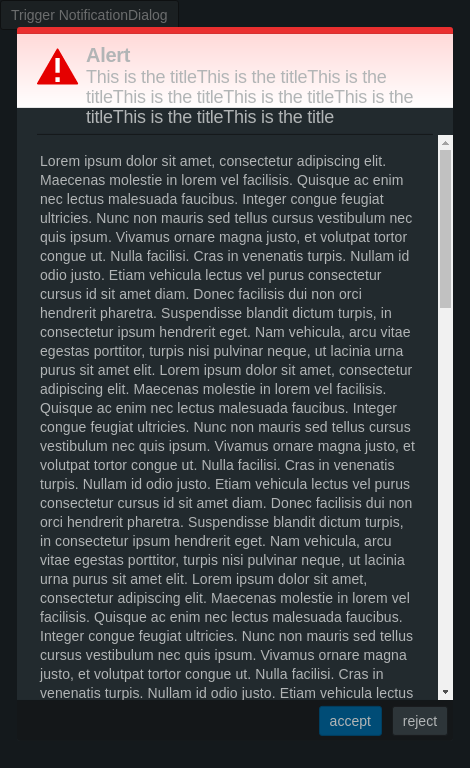 Trigger NotificationDialog
Alert
This is the titleThis is the titleThis is the
titleThis is the titleThis is the titleThis is the
titleThis is the titleThis is the title
Lorem ipsum dolor sit amet, consectetur adipiscing elit.
Maecenas molestie in lorem vel facilisis. Quisque ac enim
nec lectus malesuada faucibus. Integer congue feugiat
ultricies. Nunc non mauris sed tellus cursus vestibulum nec
quis ipsum. Vivamus ornare magna justo, et volutpat tortor
congue ut. Nulla facilisi. Cras in venenatis turpis. Nullam id
odio justo. Etiam vehicula lectus vel purus consectetur
cursus id sit amet diam. Donec facilisis dui non orci
hendrerit pharetra. Suspendisse blandit dictum turpis, in
consectetur ipsum hendrerit eget. Nam vehicula, arcu vitae
egestas porttitor, turpis nisi pulvinar neque, ut lacinia urna
purus sit amet elit. Lorem ipsum dolor sit amet, consectetur
adipiscing elit. Maecenas molestie in lorem vel facilisis.
Quisque ac enim nec lectus malesuada faucibus. Integer
congue feugiat ultricies. Nunc non mauris sed tellus cursus
vestibulum nec quis ipsum. Vivamus ornare magna justo, et
volutpat tortor congue ut. Nulla facilisi. Cras in venenatis
turpis. Nullam id odio justo. Etiam vehicula lectus vel purus
consectetur cursus id sit amet diam. Donec facilisis dui non
orci hendrerit pharetra. Suspendisse blandit dictum turpis,
in consectetur ipsum hendrerit eget. Nam vehicula, arcu
vitae egestas porttitor, turpis nisi pulvinar neque, ut lacinia
urna purus sit amet elit. Lorem ipsum dolor sit amet,
consectetur adipiscing elit. Maecenas molestie in lorem vel
facilisis. Quisque ac enim nec lectus malesuada faucibus.
Integer congue feugiat ultricies. Nunc non mauris sed tellus
cursus vestibulum nec quis ipsum. Vivamus ornare magna
justo, et volutpat tortor congue ut. Nulla facilisi. Cras in
venenatis turpis. Nullam id odio justo. Etiam vehicula lectus
accept
reject